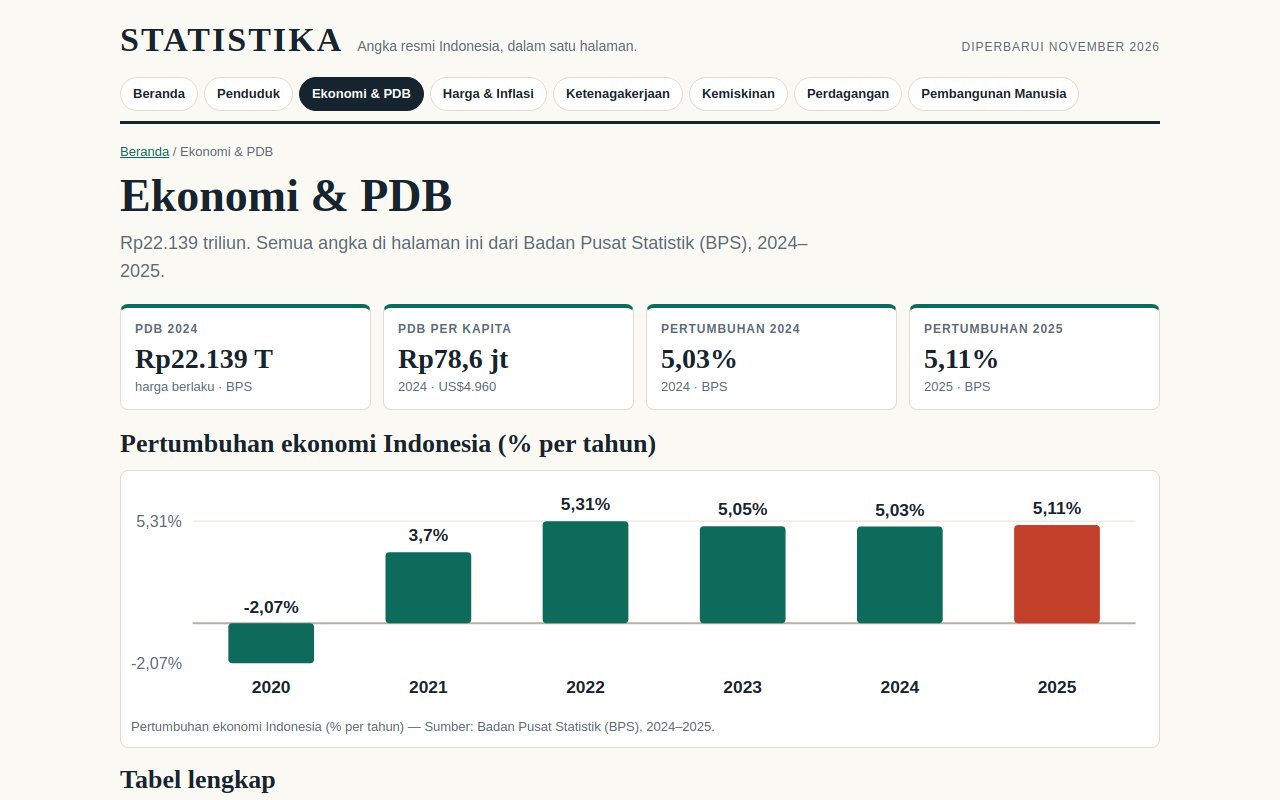 STATISTIKA Angka resmi Indonesia, dalam satu halaman. DIPERBARUI NOVEMBER 2026
Beranda Penduduk Ekonomi & PDB Harga & Inflasi Ketenagakerjaan Kemiskinan Perdagangan Pembangunan Manusia
Beranda / Ekonomi & PDB
Ekonomi & PDB
Rp22.139 triliun. Semua angka di halaman ini dari Badan Pusat Statistik (BPS), 2024–
2025.
PDB 2024
Rp22.139 T
harga berlaku · BPS
PDB PER KAPITA
Rp78,6 jt
2024 · US$4.960
PERTUMBUHAN 2024
5,03%
2024 · BPS
PERTUMBUHAN 2025
5,11%
2025 · BPS
Pertumbuhan ekonomi Indonesia (% per tahun)
5,31%
-2,07%
-2,07% 3,7% 5,31% 5,05% 5,03% 5,11%
2020 2021 2022 2023 2024 2025
Pertumbuhan ekonomi Indonesia (% per tahun) — Sumber: Badan Pusat Statistik (BPS), 2024–2025.
Tabel lengkap